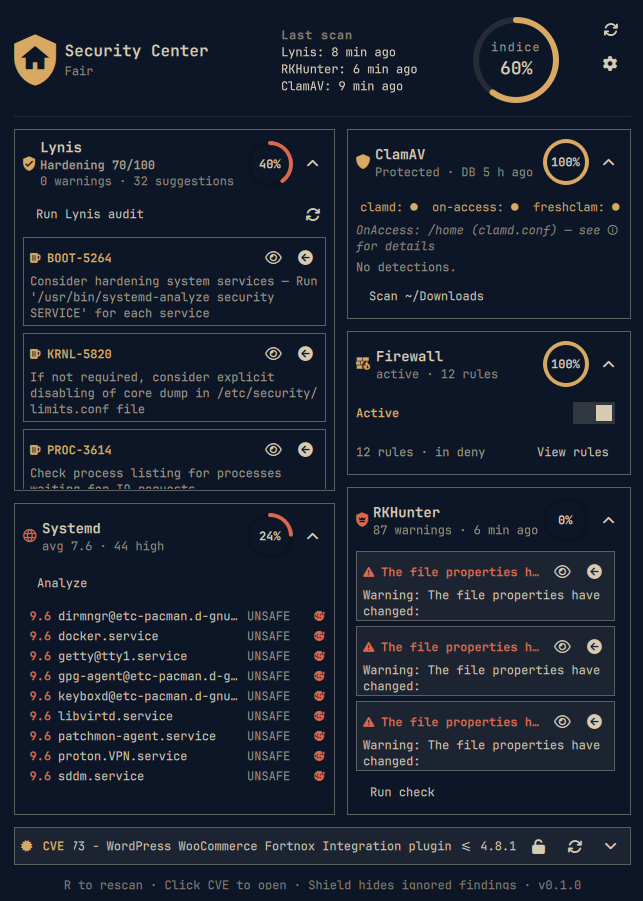 Security Center
Fair
Last scan
Lynis: 8 min ago
RKHunter: 6 min ago
ClamAV: 9 min ago
indice
60%
Lynis
Hardening 70/100
0 warnings · 32 suggestions
40%
Run Lynis audit
BOOT-5264
Consider hardening system services — Run
'/usr/bin/systemd-analyze security
SERVICE' for each service
KRNL-5820
If not required, consider explicit
disabling of core dump in /etc/security/
limits.conf file
PROC-3614
Check process listing for processes
waiting for IO requests
Systemd
avg 7.6 · 44 high
24%
Analyze
9.6 dirmngr@etc-pacman.d-gnu… UNSAFE
9.6 docker.service UNSAFE
9.6 getty@tty1.service UNSAFE
9.6 gpg-agent@etc-pacman.d-g… UNSAFE
9.6 keyboxd@etc-pacman.d-gnu… UNSAFE
9.6 libvirtd.service UNSAFE
9.6 patchmon-agent.service UNSAFE
9.6 proton.VPN.service UNSAFE
9.6 sddm.service UNSAFE
ClamAV
Protected · DB 5 h ago
100%
clamd: on-access: freshclam:
OnAccess: /home (clamd.conf) — see ⓘ
for details
No detections.
Scan ~/Downloads
Firewall
active · 12 rules
100%
Active
12 rules · in deny View rules
RKHunter
87 warnings · 6 min ago
0%
The file properties h…
Warning: The file properties have
changed:
The file properties h…
Warning: The file properties have
changed:
The file properties h…
Warning: The file properties have
changed:
Run check
CVE 73 - WordPress WooCommerce Fortnox Integration plugin ≤ 4.8.1
R to rescan · Click CVE to open · Shield hides ignored findings · v0.1.0